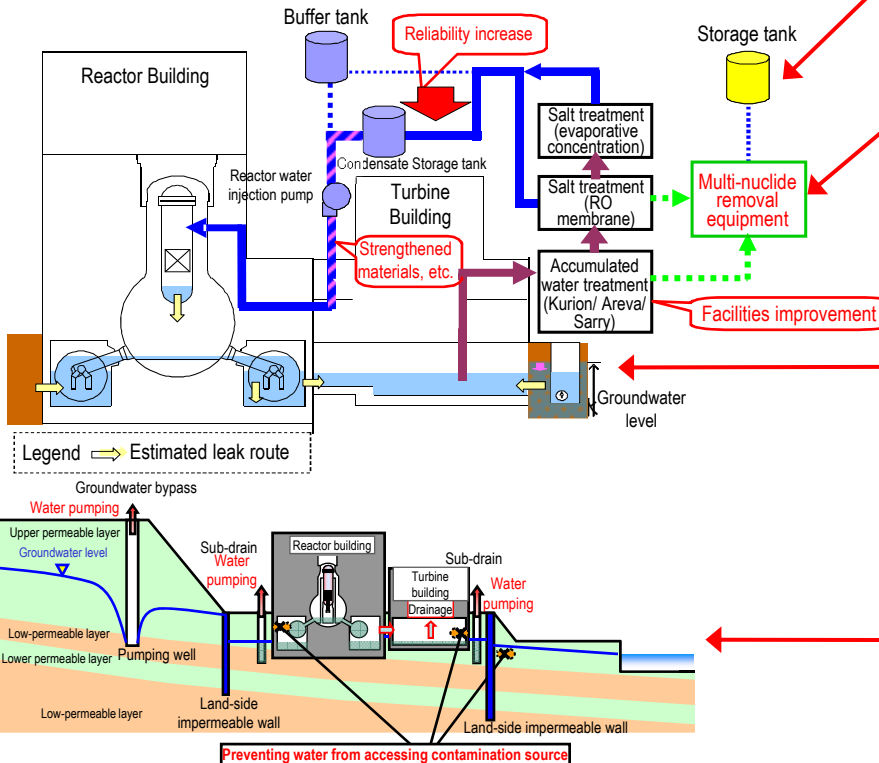 Buffer tank
Reliability increase
Storage tank
Reactor Building
Salt treatment
(evaporative
concentration)
Condensate Storage tank
Reactor water
injection pump
Turbine
Building
Salt treatment
(RO
membrane)
Multi-nuclide
removal
equipment
Strengthened
materials, etc.
Accumulated
water treatment
(Kurion/ Areva/
Sarry)
Facilities improvement
Groundwater
level
Legend
Estimated leak route
Groundwater bypass
Water pumping
Upper permeable layer
Groundwater level
Sub-drain
Water
pumping
Reactor building
Sub-drain
Water
pumping
Turbine
building
Drainage
Low-permeable layer
Lower permeable layer
Pumping well
Low-permeable layer
Land-side
impermeable wall
Land-side impermeable wall
Preventing water from accessing contamination source